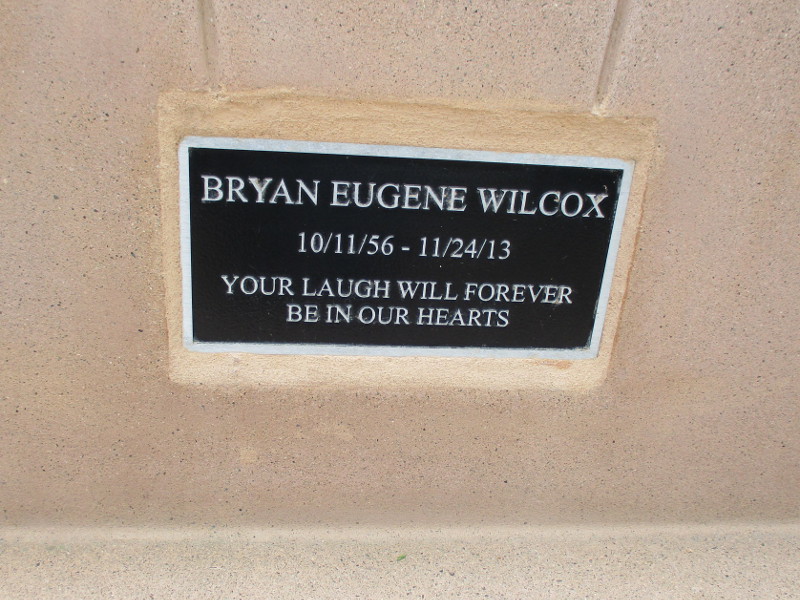 BRYAN EUGENE WILCOX
10/11/56 - 11/24/13
YOUR LAUGH WILL FOREVER
BE IN OUR HEARTS